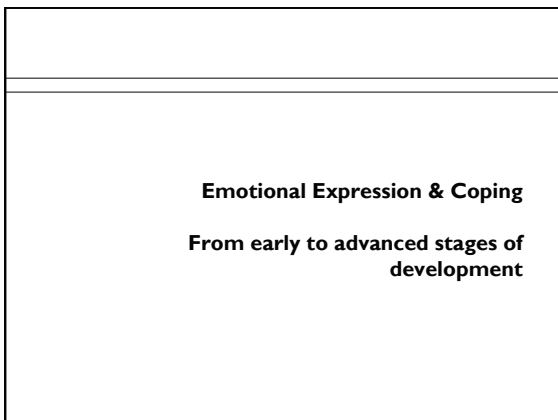 Emotional Expression & Coping
From early to advanced stages of
development